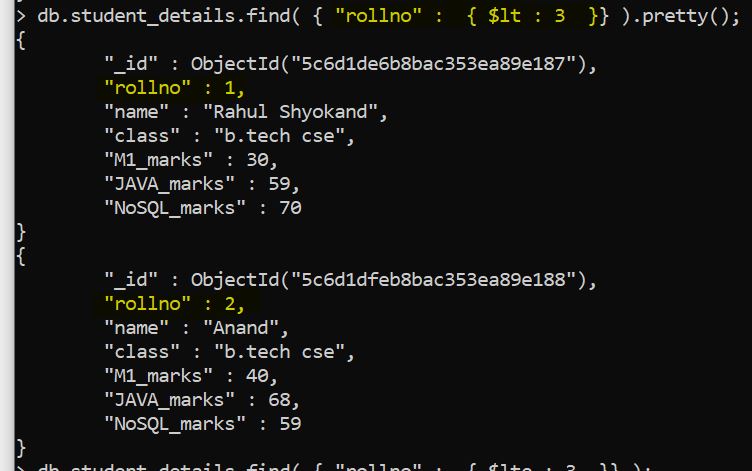 > db.student_details.find( { "rollno" :  { $lt : 3  }} ).pretty();
{
        "_id" : ObjectId("5c6d1de6b8bac353ea89e187"),
        "rollno" : 1,
        "name" : "Rahul Shyokand",
        "class" : "b.tech cse",
        "M1_marks" : 30,
        "JAVA_marks" : 59,
        "NoSQL_marks" : 70
}
{
        "_id" : ObjectId("5c6d1dfeb8bac353ea89e188"),
        "rollno" : 2,
        "name" : "Anand",
        "class" : "b.tech cse",
        "M1_marks" : 40,
        "JAVA_marks" : 68,
        "NoSQL_marks" : 59
}
> db.student_details.find( { "rollno" :  { $lte : 3  }} );